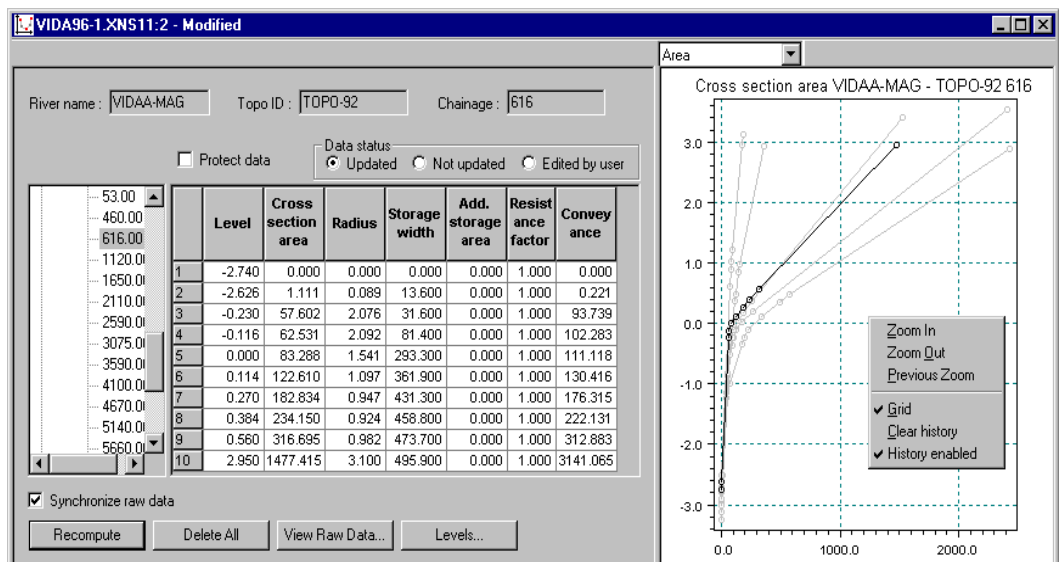 VIDA96-1.XNS11:2 - Modified
Area
River name : VIDAA-MAG Topo ID : TOPO-92 Chainage : 616
Protect data
Data status
Updated Not updated Edited by user
53.00
460.00
616.00
1120.0
1650.0
2110.0
2590.0
3075.0
3590.0
4100.0
4670.0
5140.0
5660.0
Level Cross section area Radius Storage width Add. storage area Resist ance factor Convey ance
1 -2.740 0.000 0.000 0.000 0.000 1.000 0.000
2 -2.626 1.111 0.089 13.600 0.000 1.000 0.221
3 -0.230 57.602 2.076 31.600 0.000 1.000 93.739
4 -0.116 62.531 2.092 81.400 0.000 1.000 102.283
5 0.000 83.288 1.541 293.300 0.000 1.000 111.118
6 0.114 122.610 1.097 361.900 0.000 1.000 130.416
7 0.270 182.834 0.947 431.300 0.000 1.000 176.315
8 0.384 234.150 0.924 458.800 0.000 1.000 222.131
9 0.560 316.695 0.982 473.700 0.000 1.000 312.883
10 2.950 1477.415 3.100 495.900 0.000 1.000 3141.065
Synchronize raw data
Recompute Delete All View Raw Data... Levels...
Cross section area VIDAA-MAG - TOPO-92 616
3.0
2.0
1.0
0.0
-1.0
-2.0
-3.0
0.0 1000.0 2000.0
Zoom In
Zoom Out
Previous Zoom
Grid
Clear history
History enabled